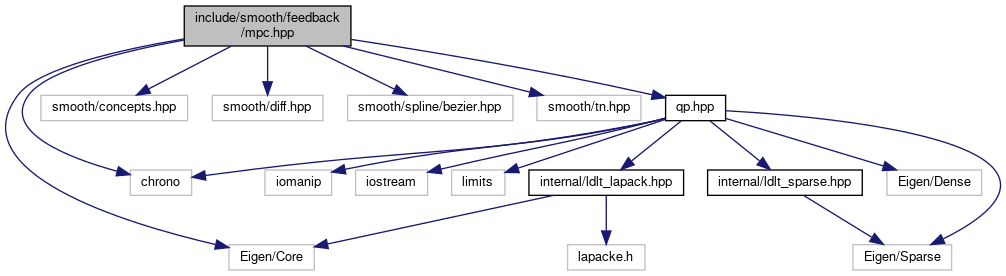 include/smooth/feedback
/mpc.hpp
smooth/concepts.hpp
smooth/diff.hpp
smooth/spline/bezier.hpp
smooth/tn.hpp
qp.hpp
chrono
iomanip
iostream
limits
internal/ldlt_lapack.hpp
internal/ldlt_sparse.hpp
Eigen/Dense
Eigen/Core
lapacke.h
Eigen/Sparse